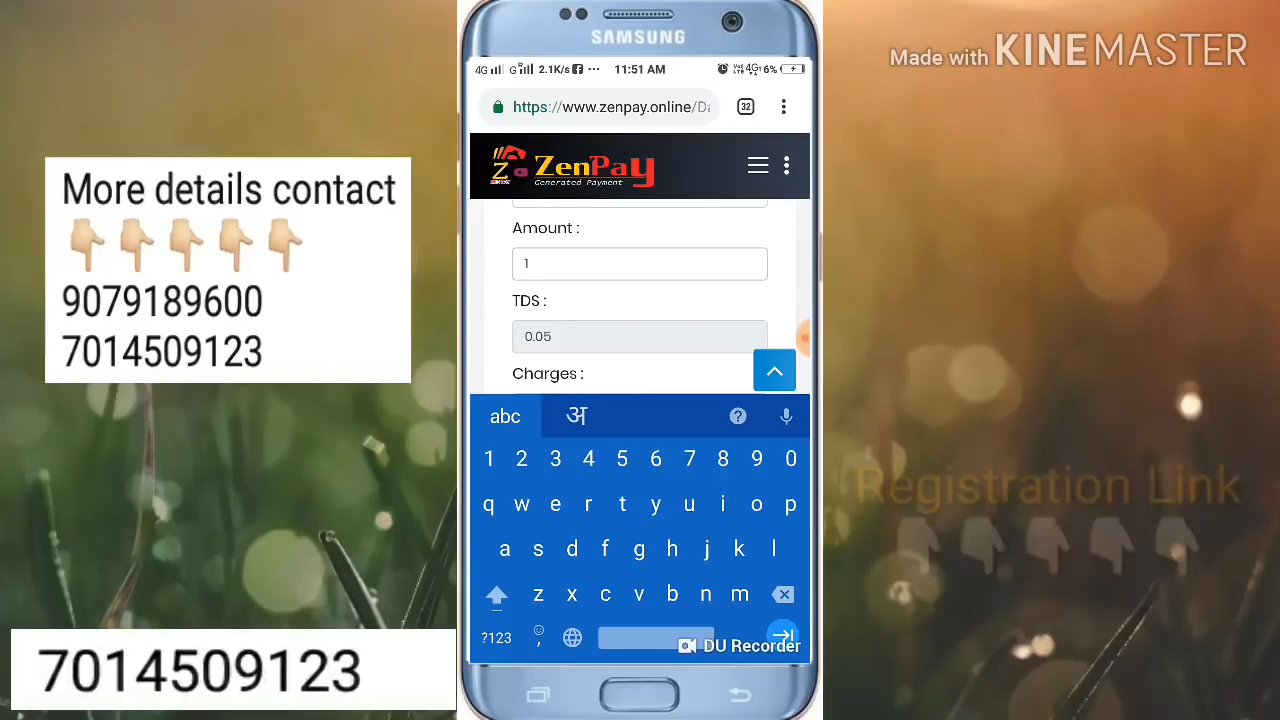 Made with KINEMASTER
More details contact
👇🏻👇🏻👇🏻👇🏻👇🏻
9079189600
7014509123
7014509123
SAMSUNG
4G G 2.1K/s ··· 11:51 AM 4G 6%
https://www.zenpay.online/Da
32
ZenPay
Generated Payment
Amount :
1
TDS :
0.05
Charges :
abc अ ?
1 2 3 4 5 6 7 8 9 0
q w e r t y u i o p
a s d f g h j k l
z x c v b n m
?123 ,
DU Recorder
Registration Link